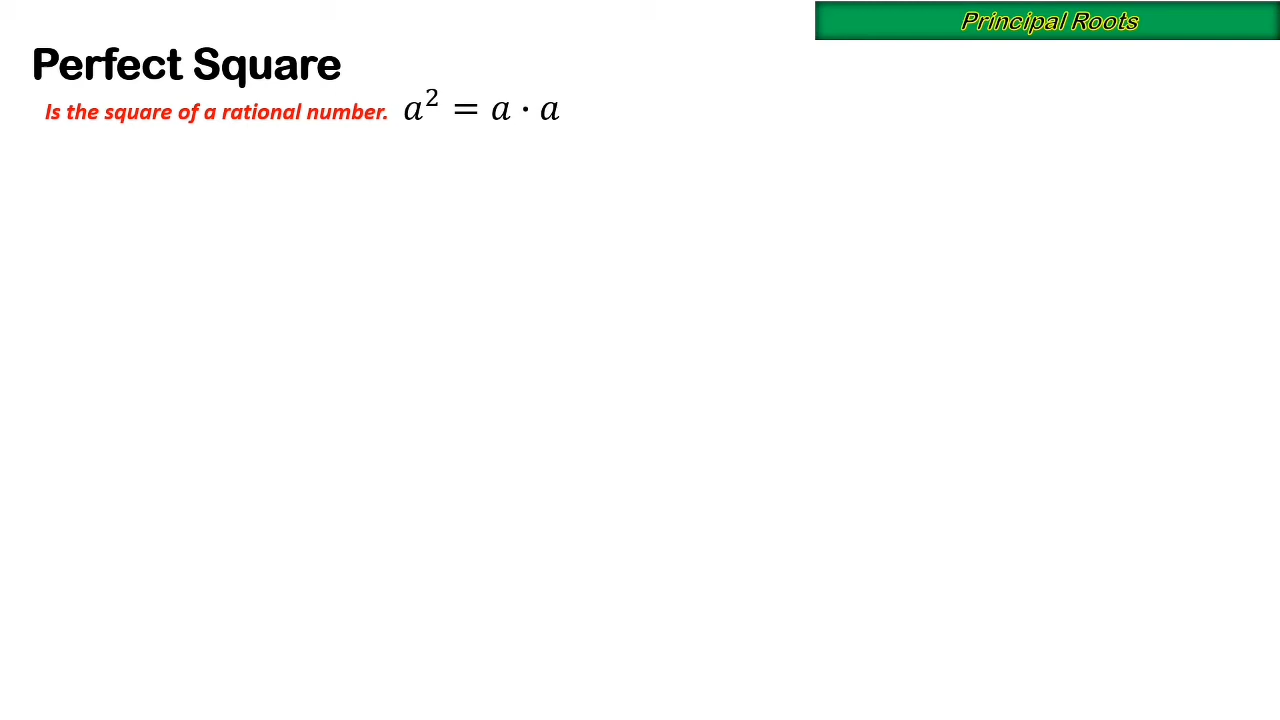 Principal Roots
Perfect Square
Is the square of a rational number. a² = a · a